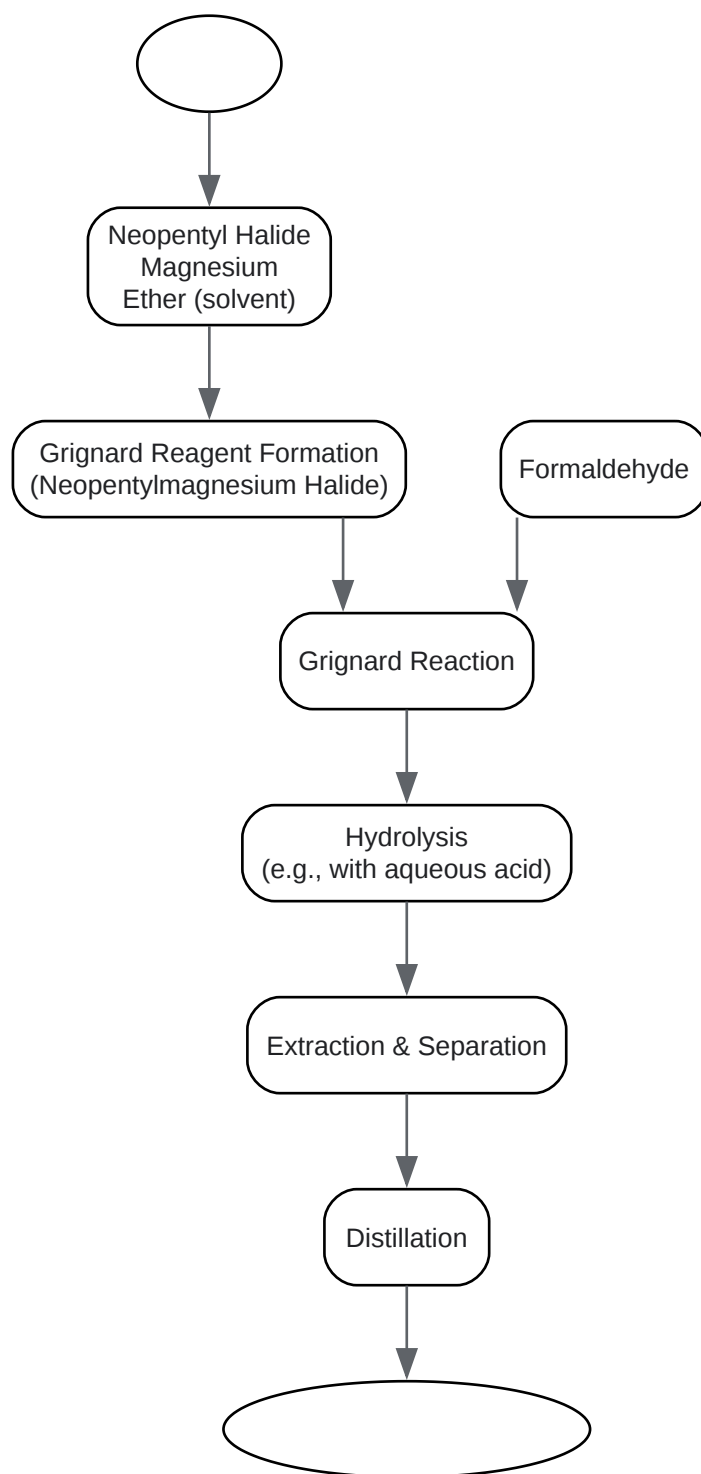 Neopentyl Halide
Magnesium
Ether (solvent)
Grignard Reagent Formation
(Neopentylmagnesium Halide)
Formaldehyde
Grignard Reaction
Hydrolysis
(e.g., with aqueous acid)
Extraction & Separation
Distillation